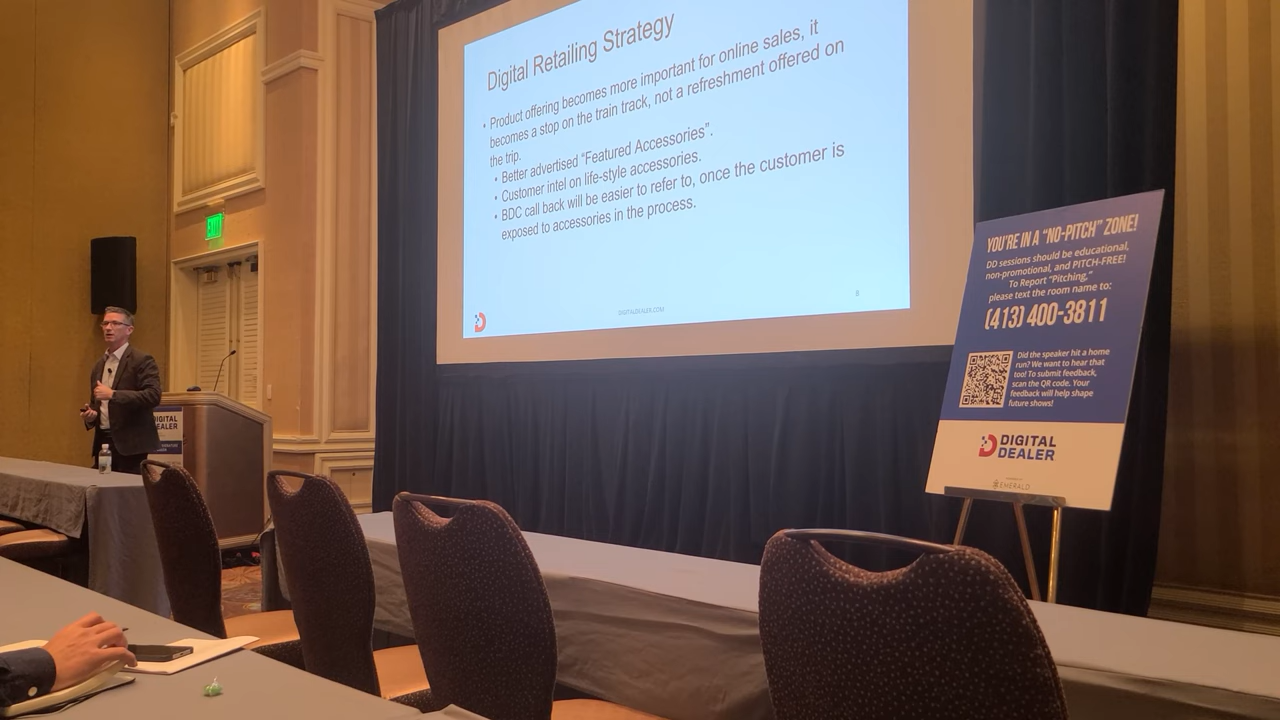 Digital Retailing Strategy
• Product offering becomes more important for online sales, it
becomes a stop on the train track, not a refreshment offered on
the trip.
• Better advertised "Featured Accessories".
• Customer intel on life-style accessories.
• BDC call back will be easier to refer to, once the customer is
exposed to accessories in the process.
DIGITALDEALER.COM
8
EXIT
DIGITAL
DEALER
YOU'RE IN A "NO-PITCH" ZONE!
DD sessions should be educational,
non-promotional, and PITCH-FREE!
To Report "Pitching,"
please text the room name to:
(413) 400-3811
Did the speaker hit a home
run? We want to hear that
too! To submit feedback,
scan the QR code. Your
feedback will help shape
future shows!
DIGITAL
DEALER
EMERALD